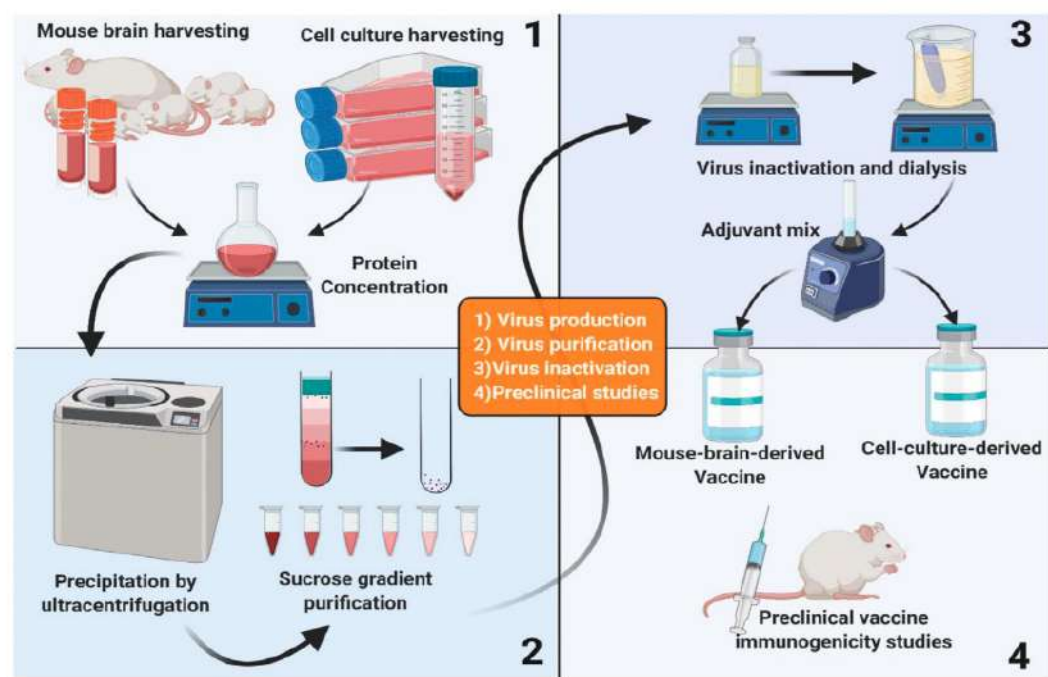 Mouse brain harvesting
Cell culture harvesting
1
Protein
Concentration
Precipitation by
ultracentrifugation
Sucrose gradient
purification
2
1) Virus production
2) Virus purification
3)Virus inactivation
4)Preclinical studies
3
Virus inactivation and dialysis
Adjuvant mix
Mouse-brain-derived
Vaccine
Cell-culture-derived
Vaccine
Preclinical vaccine
immunogenicity studies
4